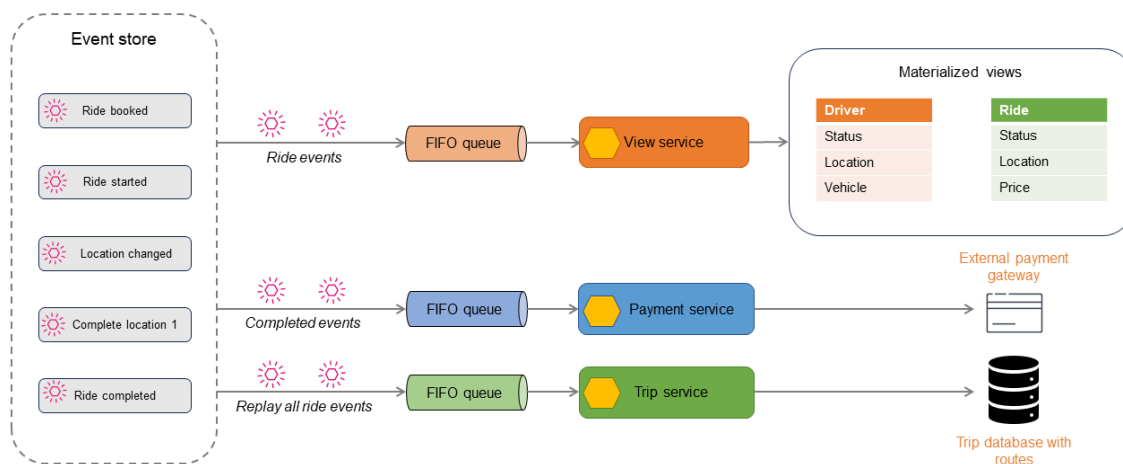 Event store
Ride booked
Ride started
Location changed
Complete location 1
Ride completed
Ride events
FIFO queue
View service
Materialized views
Driver
Status
Location
Vehicle
Ride
Status
Location
Price
Completed events
FIFO queue
Payment service
External payment
gateway
Replay all ride events
FIFO queue
Trip service
Trip database with
routes